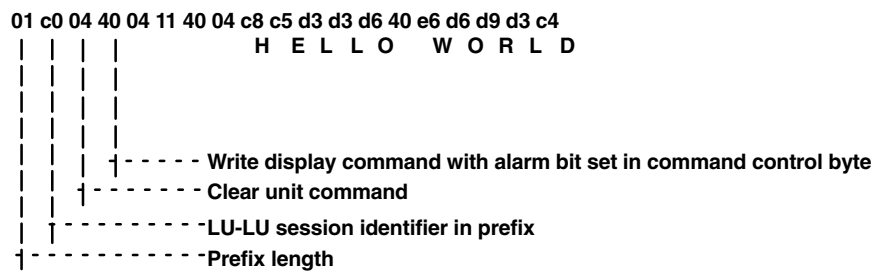 01 c0 04 40 04 11 40 04 c8 c5 d3 d3 d6 40 e6 d6 d9 d3 c4
H E L L O W O R L D
Write display command with alarm bit set in command control byte
Clear unit command
LU-LU session identifier in prefix
Prefix length